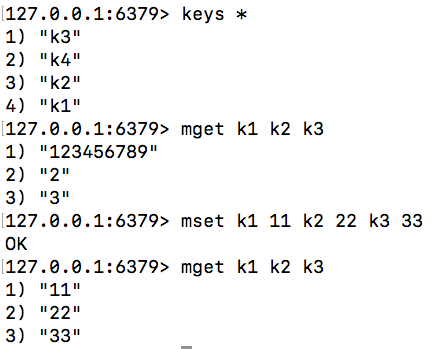 127.0.0.1:6379> keys *
1) "k3"
2) "k4"
3) "k2"
4) "k1"
127.0.0.1:6379> mget k1 k2 k3
1) "123456789"
2) "2"
3) "3"
127.0.0.1:6379> mset k1 11 k2 22 k3 33
OK
127.0.0.1:6379> mget k1 k2 k3
1) "11"
2) "22"
3) "33"